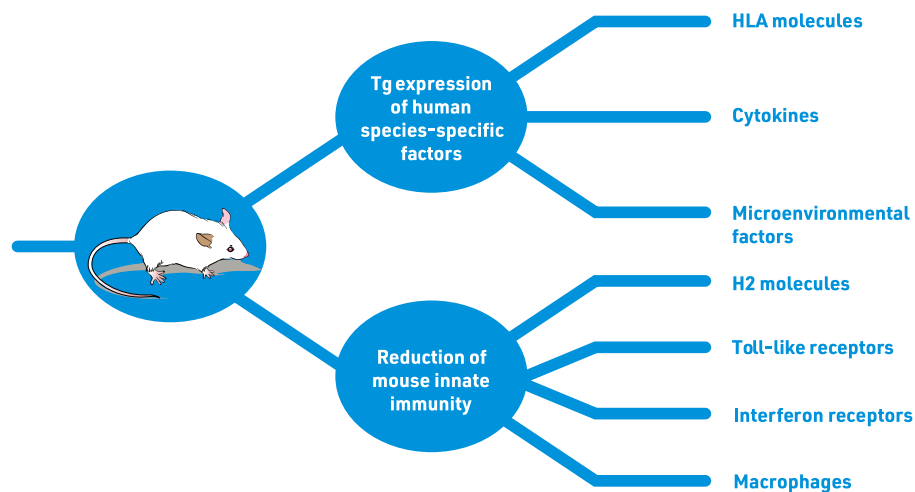 Tg expression
of human
species-specific
factors
HLA molecules
Cytokines
Microenvironmental
factors
Reduction of
mouse innate
immunity
H2 molecules
Toll-like receptors
Interferon receptors
Macrophages